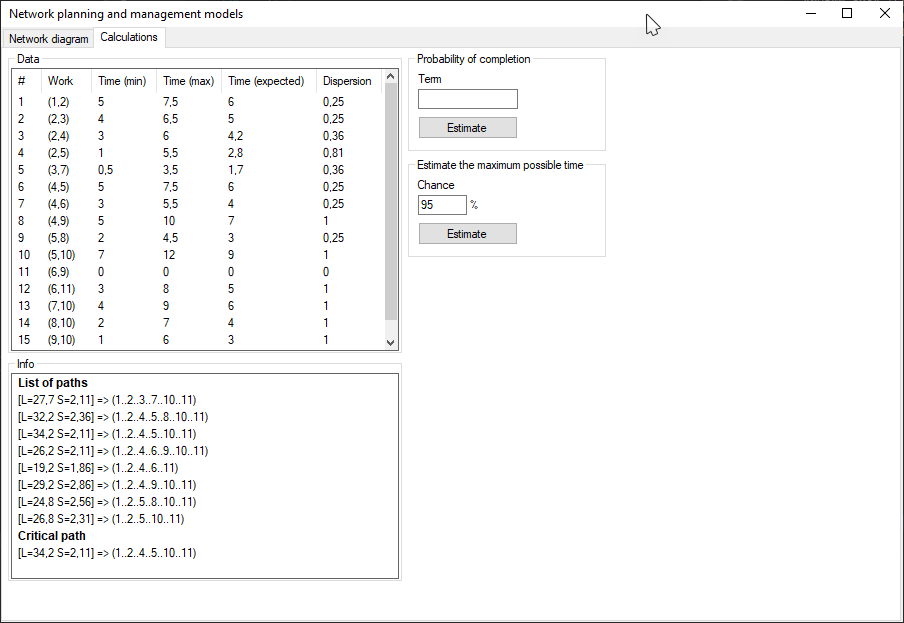 Network planning and management models
Network diagram Calculations
Data
# Work Time (min) Time (max) Time (expected) Dispersion
1 (1,2) 5 7,5 6 0,25
2 (2,3) 4 6,5 5 0,25
3 (2,4) 3 6 4,2 0,36
4 (2,5) 1 5,5 2,8 0,81
5 (3,7) 0,5 3,5 1,7 0,36
6 (4,5) 5 7,5 6 0,25
7 (4,6) 3 5,5 4 0,25
8 (4,9) 5 10 7 1
9 (5,8) 2 4,5 3 0,25
10 (5,10) 7 12 9 1
11 (6,9) 0 0 0 0
12 (6,11) 3 8 5 1
13 (7,10) 4 9 6 1
14 (8,10) 2 7 4 1
15 (9,10) 1 6 3 1
Info
List of paths
[L=27,7 S=2,11] => (1..2..3..7..10..11)
[L=32,2 S=2,36] => (1..2..4..5..8..10..11)
[L=34,2 S=2,11] => (1..2..4..5..10..11)
[L=26,2 S=2,11] => (1..2..4..6..9..10..11)
[L=19,2 S=1,86] => (1..2..4..6..11)
[L=29,2 S=2,86] => (1..2..4..9..10..11)
[L=24,8 S=2,56] => (1..2..5..8..10..11)
[L=26,8 S=2,31] => (1..2..5..10..11)
Critical path
[L=34,2 S=2,11] => (1..2..4..5..10..11)
Probability of completion
Term
Estimate
Estimate the maximum possible time
Chance
95 %
Estimate